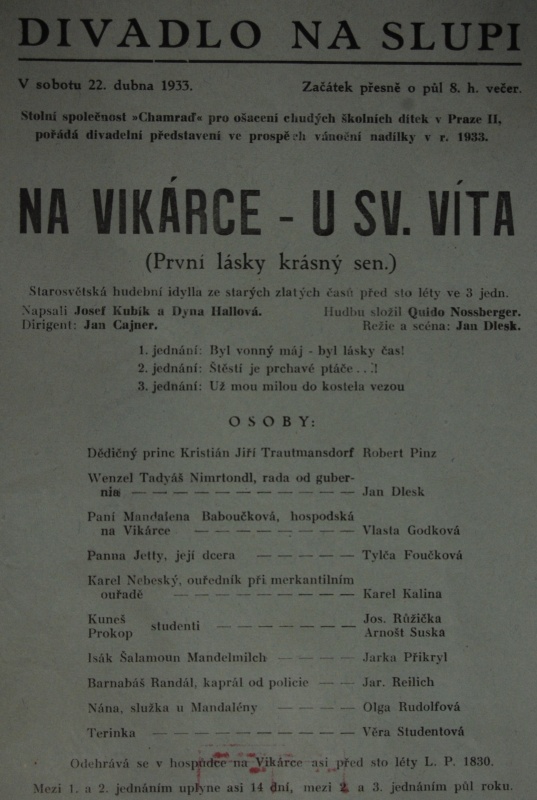 DIVADLO NA SLUPI
V sobotu 22. dubna 1933. Začátek přesně o půl 8. h. večer.
Stolní společnost »Chamraď« pro ošacení chudých školních dítek v Praze II,
pořádá divadelní představení ve prospěch vánoční nadílky v r. 1933.
NA VIKÁRCE - U SV. VÍTA
(První lásky krásný sen.)
Starosvětská hudební idylla ze starých zlatých časů před sto léty ve 3 jedn.
Napsali Josef Kubík a Dyna Hallová. Hudbu složil Quido Nossberger.
Dirigent: Jan Cajner. Režie a scéna: Jan Dlesk.
1. jednání: Byl vonný máj - byl lásky čas!
2. jednání: Štěstí je prchavé ptáče . . .!
3. jednání: Už mou milou do kostela vezou
OSOBY:
Dědičný princ Kristián Jiří Trautmansdorf Robert Pinz
Wenzel Tadyáš Nimrtondl, rada od guber-
nia — — — — — — — — — — Jan Dlesk
Paní Mandalena Baboučková, hospodská
na Vikárce — — — — — — — Vlasta Godková
Panna Jetty, její dcera — — — — Tylča Foučková
Karel Nebeský, ouředník při merkantilním
ouřadě — — — — — — — — Karel Kalina
Kuneš studenti — — — — — — — Jos. Růžička
Prokop Arnošt Suska
Isák Šalamoun Mandelmilch — — — — Jarka Přikryl
Barnabáš Randál, kaprál od policie — — Jar. Reilich
Nána, služka u Mandalény — — — — Olga Rudolfová
Terinka — — — — — — — — — Věra Studentová
Odehrává se v hospůdce na Vikárce asi před sto léty L. P. 1830.
Mezi 1. a 2. jednáním uplyne asi 14 dní, mezi 2. a 3. jednáním půl roku.